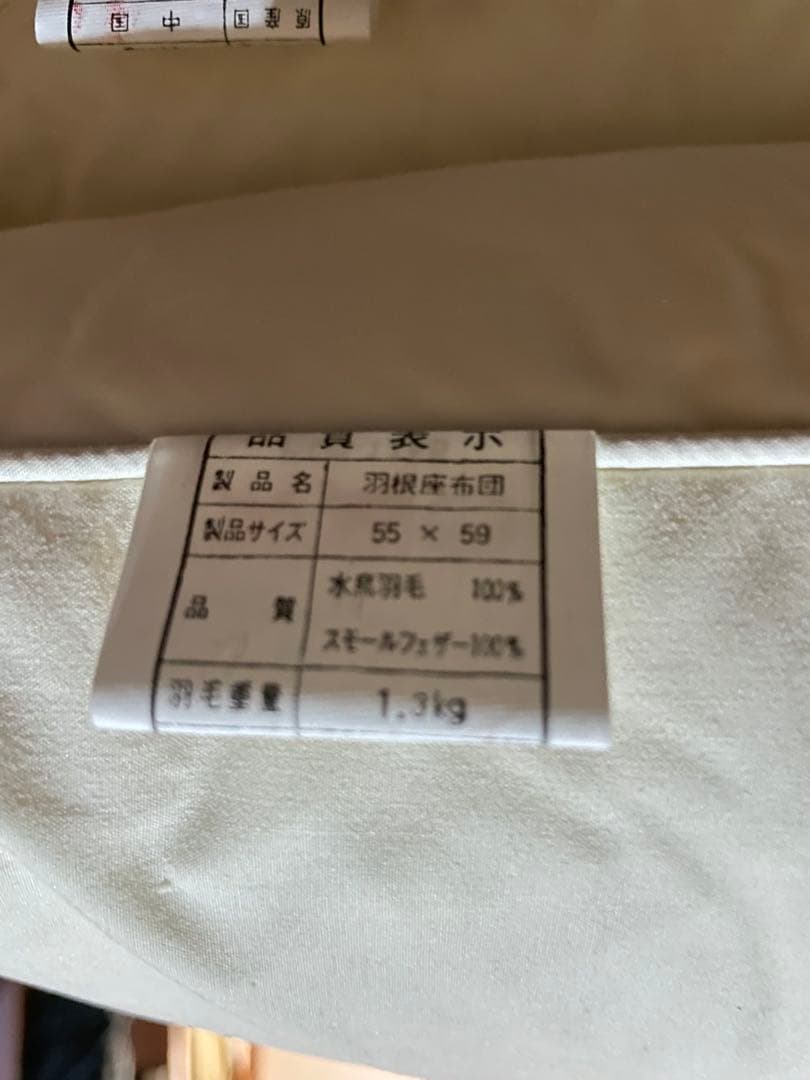 原産国 中国
品質表示
製品名 羽根座布団
製品サイズ 55 × 59
品質 水鳥羽毛 100%
スモールフェザー100%
羽毛重量 1.3kg